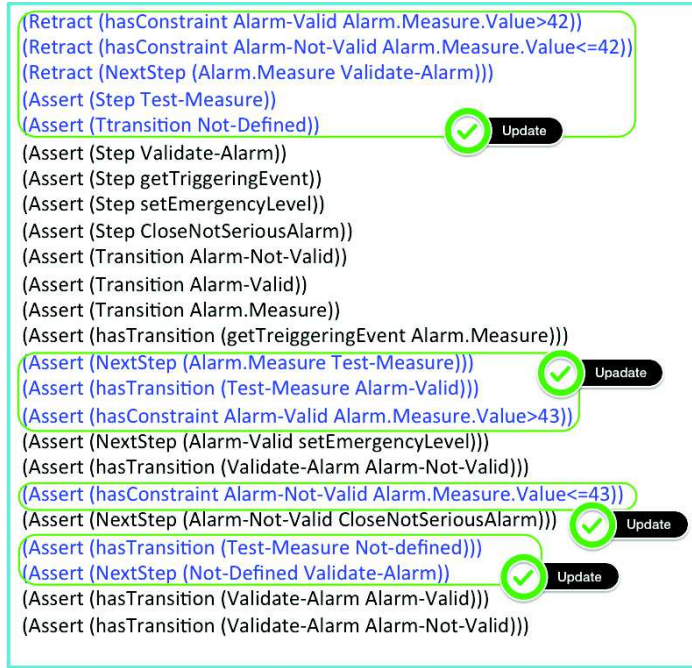 (Retract (hasConstraint Alarm-Valid Alarm.Measure.Value>42))
(Retract (hasConstraint Alarm-Not-Valid Alarm.Measure.Value<=42))
(Retract (NextStep (Alarm.Measure Validate-Alarm)))
(Assert (Step Test-Measure))
(Assert (Ttransition Not-Defined))
Update
(Assert (Step Validate-Alarm))
(Assert (Step getTriggeringEvent))
(Assert (Step setEmergencyLevel))
(Assert (Step CloseNotSeriousAlarm))
(Assert (Transition Alarm-Not-Valid))
(Assert (Transition Alarm-Valid))
(Assert (Transition Alarm.Measure))
(Assert (hasTransition (getTreiggeringEvent Alarm.Measure)))
(Assert (NextStep (Alarm.Measure Test-Measure)))
Upadate
(Assert (hasTransition (Test-Measure Alarm-Valid)))
(Assert (hasConstraint Alarm-Valid Alarm.Measure.Value>43))
(Assert (NextStep (Alarm-Valid setEmergencyLevel)))
(Assert (hasTransition (Validate-Alarm Alarm-Not-Valid)))
(Assert (hasConstraint Alarm-Not-Valid Alarm.Measure.Value<=43))
(Assert (NextStep (Alarm-Not-Valid CloseNotSeriousAlarm)))
Update
(Assert (hasTransition (Test-Measure Not-defined)))
(Assert (NextStep (Not-Defined Validate-Alarm))
Update
(Assert (hasTransition (Validate-Alarm Alarm-Valid)))
(Assert (hasTransition (Validate-Alarm Alarm-Not-Valid)))